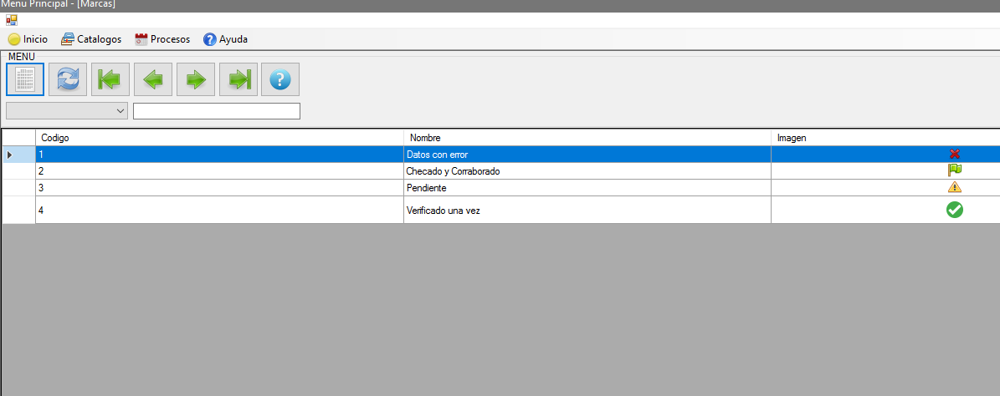 Menu Principal - [Marcas]
Inicio Catalogos Procesos Ayuda
MENU
?
Codigo Nombre Imagen
1 Datos con error
2 Checado y Corraborado
3 Pendiente
4 Verificado una vez